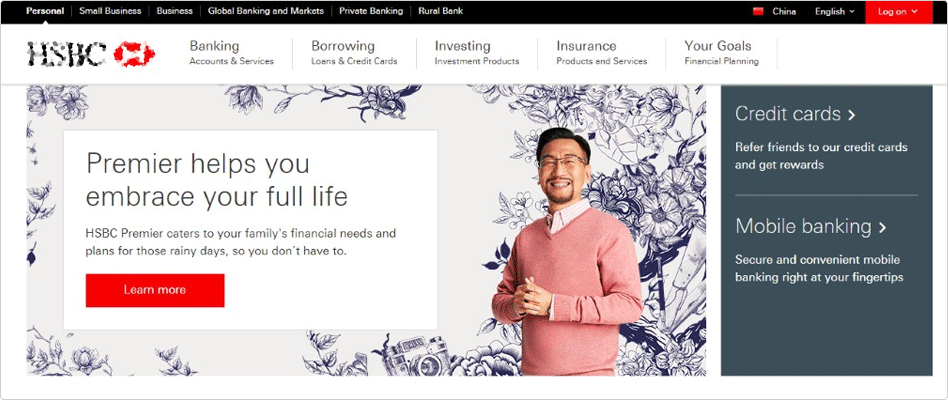 Personal Small Business Business Global Banking and Markets Private Banking Rural Bank China English Log on
HSBC
Banking Borrowing Investing Insurance Your Goals
Accounts & Services Loans & Credit Cards Investment Products Products and Services Financial Planning
Premier helps you
embrace your full life
HSBC Premier caters to your family's financial needs and
plans for those rainy days, so you don't have to.
Learn more
Credit cards
Refer friends to our credit cards
and get rewards
Mobile banking
Secure and convenient mobile
banking right at your fingertips